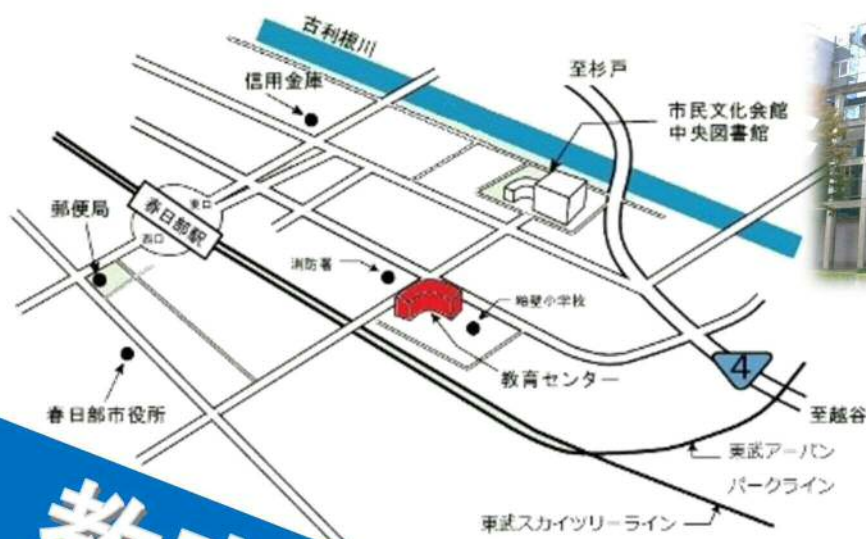 古利根川
信用金庫
至杉戸
市民文化会館
中央図書館
郵便局
東口
春日部駅
西口
消防署
粕壁小学校
教育センター
4
春日部市役所
至越谷
東武アーバン
パークライン
東武スカイツリーライン
教